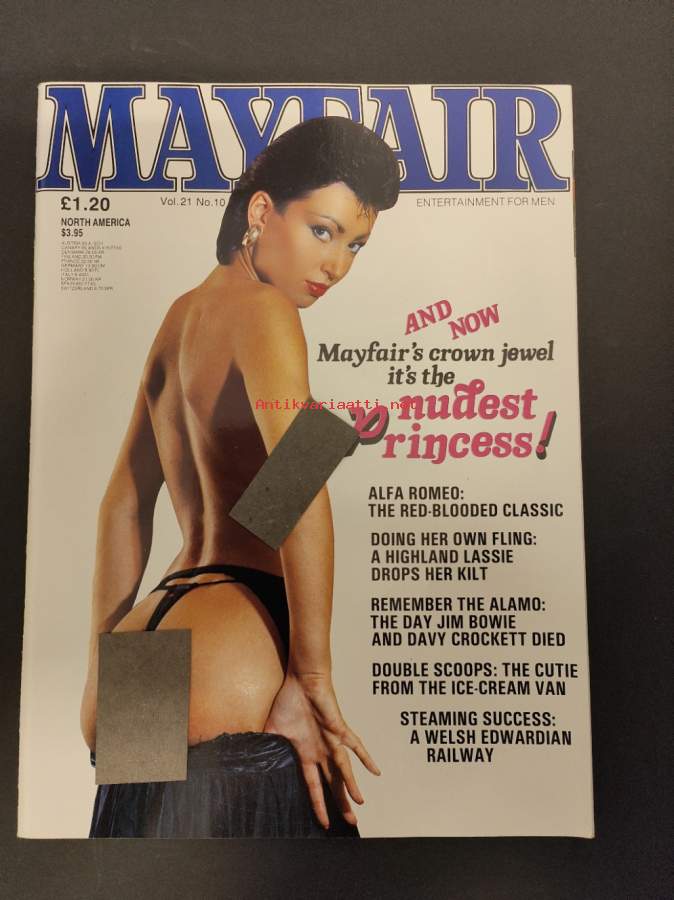 MAYFAIR
£1.20
Vol. 21 No. 10
ENTERTAINMENT FOR MEN
NORTH AMERICA
$3.95
AND
NOW
Mayfair's crown jewel
it's the
nudest
Princess!
Antikvariaatti.net
ALFA ROMEO:
THE RED-BLOODED CLASSIC
DOING HER OWN FLING:
A HIGHLAND LASSIE
DROPS HER KILT
REMEMBER THE ALAMO:
THE DAY JIM BOWIE
AND DAVY CROCKETT DIED
DOUBLE SCOOPS: THE CUTIE
FROM THE ICE-CREAM VAN
STEAMING SUCCESS:
A WELSH EDWARDIAN
RAILWAY